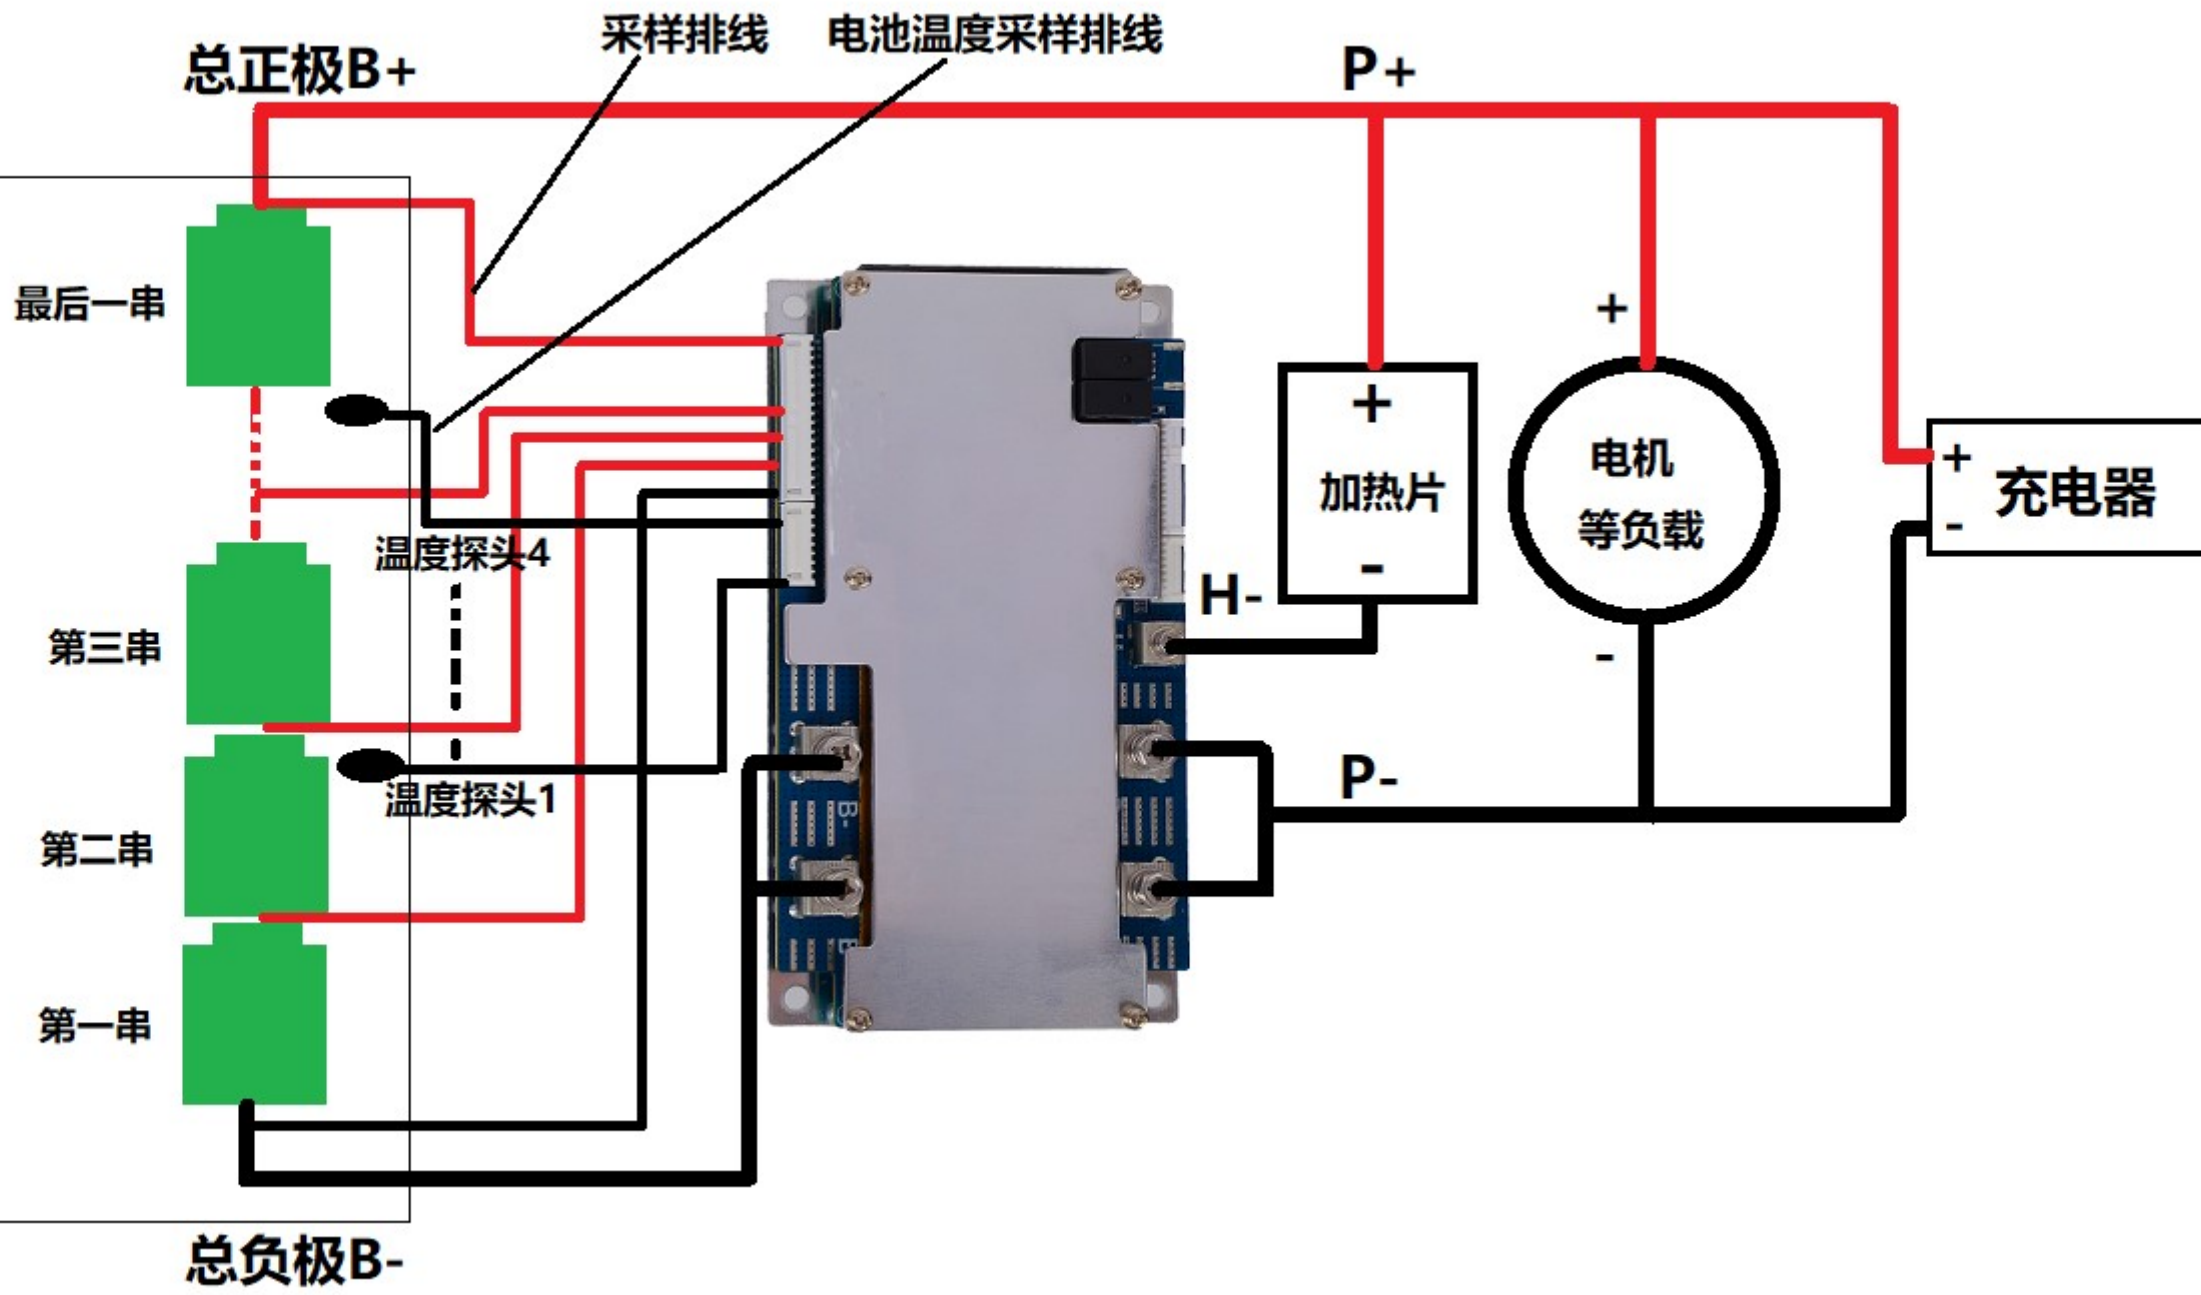 采样排线
电池温度采样排线
总正极B+
P+
最后一串
+
+
加热片
-
电机
等负载
-
+
充电器
-
温度探头4
H-
第三串
温度探头1
P-
B-
第二串
B
第一串
总负极B-